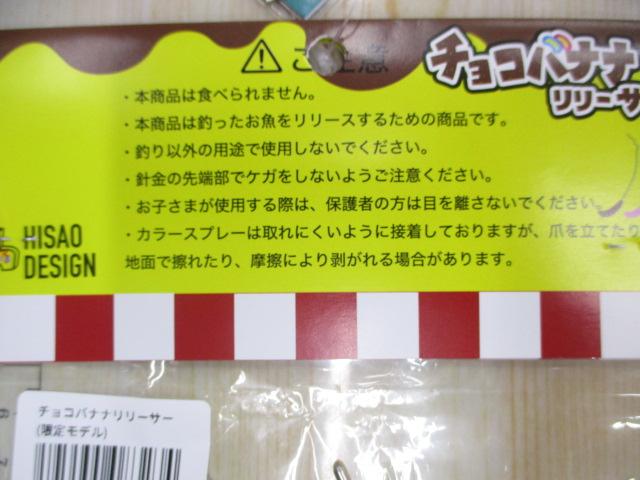 ご注意
チョコバナナ
リリーサ
・本商品は食べられません。
・本商品は釣ったお魚をリリースするための商品です。
・釣り以外の用途で使用しないでください。
・針金の先端部でケガをしないようご注意ください。
・お子さまが使用する際は、保護者の方は目を離さないでください。
・カラースプレーは取れにくいように接着しておりますが、爪を立てたり
地面で擦れたり、摩擦により剥がれる場合があります。
HISAO
DESIGN
チョコバナナリリーサー
(限定モデル)
6
7